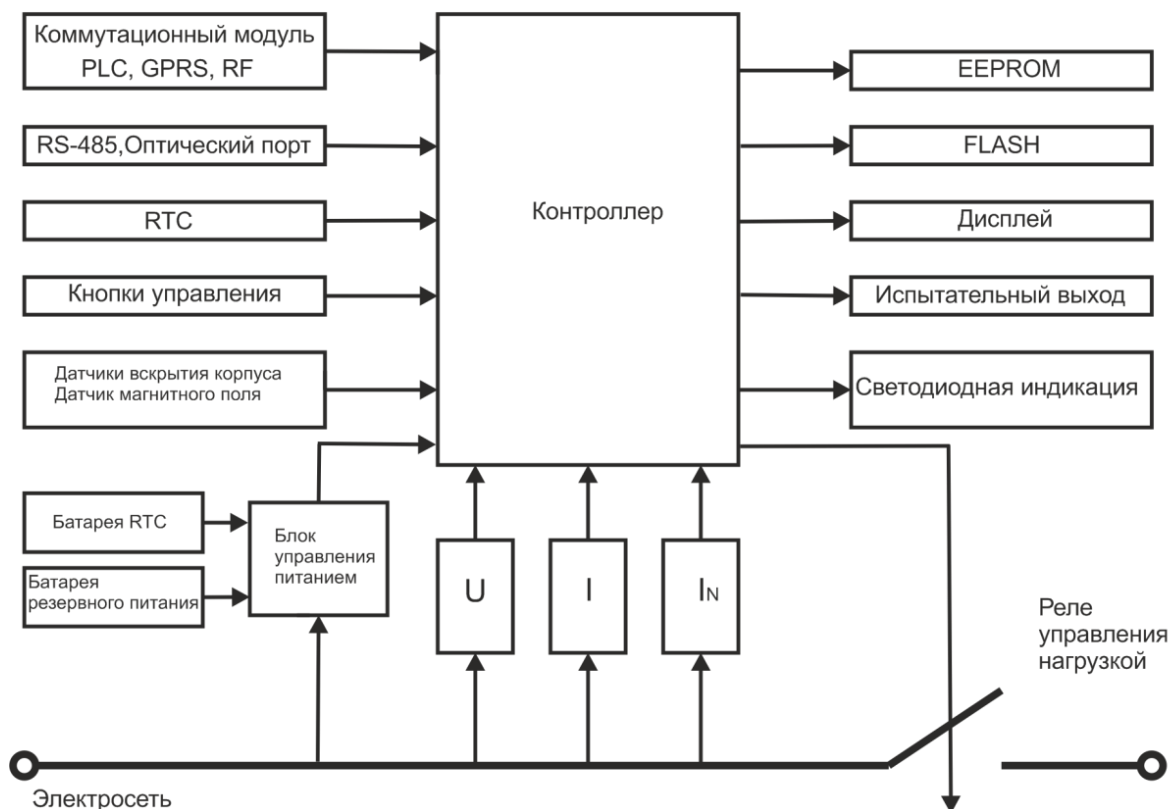 Коммутационный модуль
PLC, GPRS, RF
RS-485,Оптический порт
RTC
Кнопки управления
Датчики вскрытия корпуса
Датчик магнитного поля
Батарея RTC
Батарея
резервного питания
Блок
управления
питанием
Контроллер
U
I
IN
EEPROM
FLASH
Дисплей
Испытательный выход
Светодиодная индикация
Реле
управления
нагрузкой
Электросеть